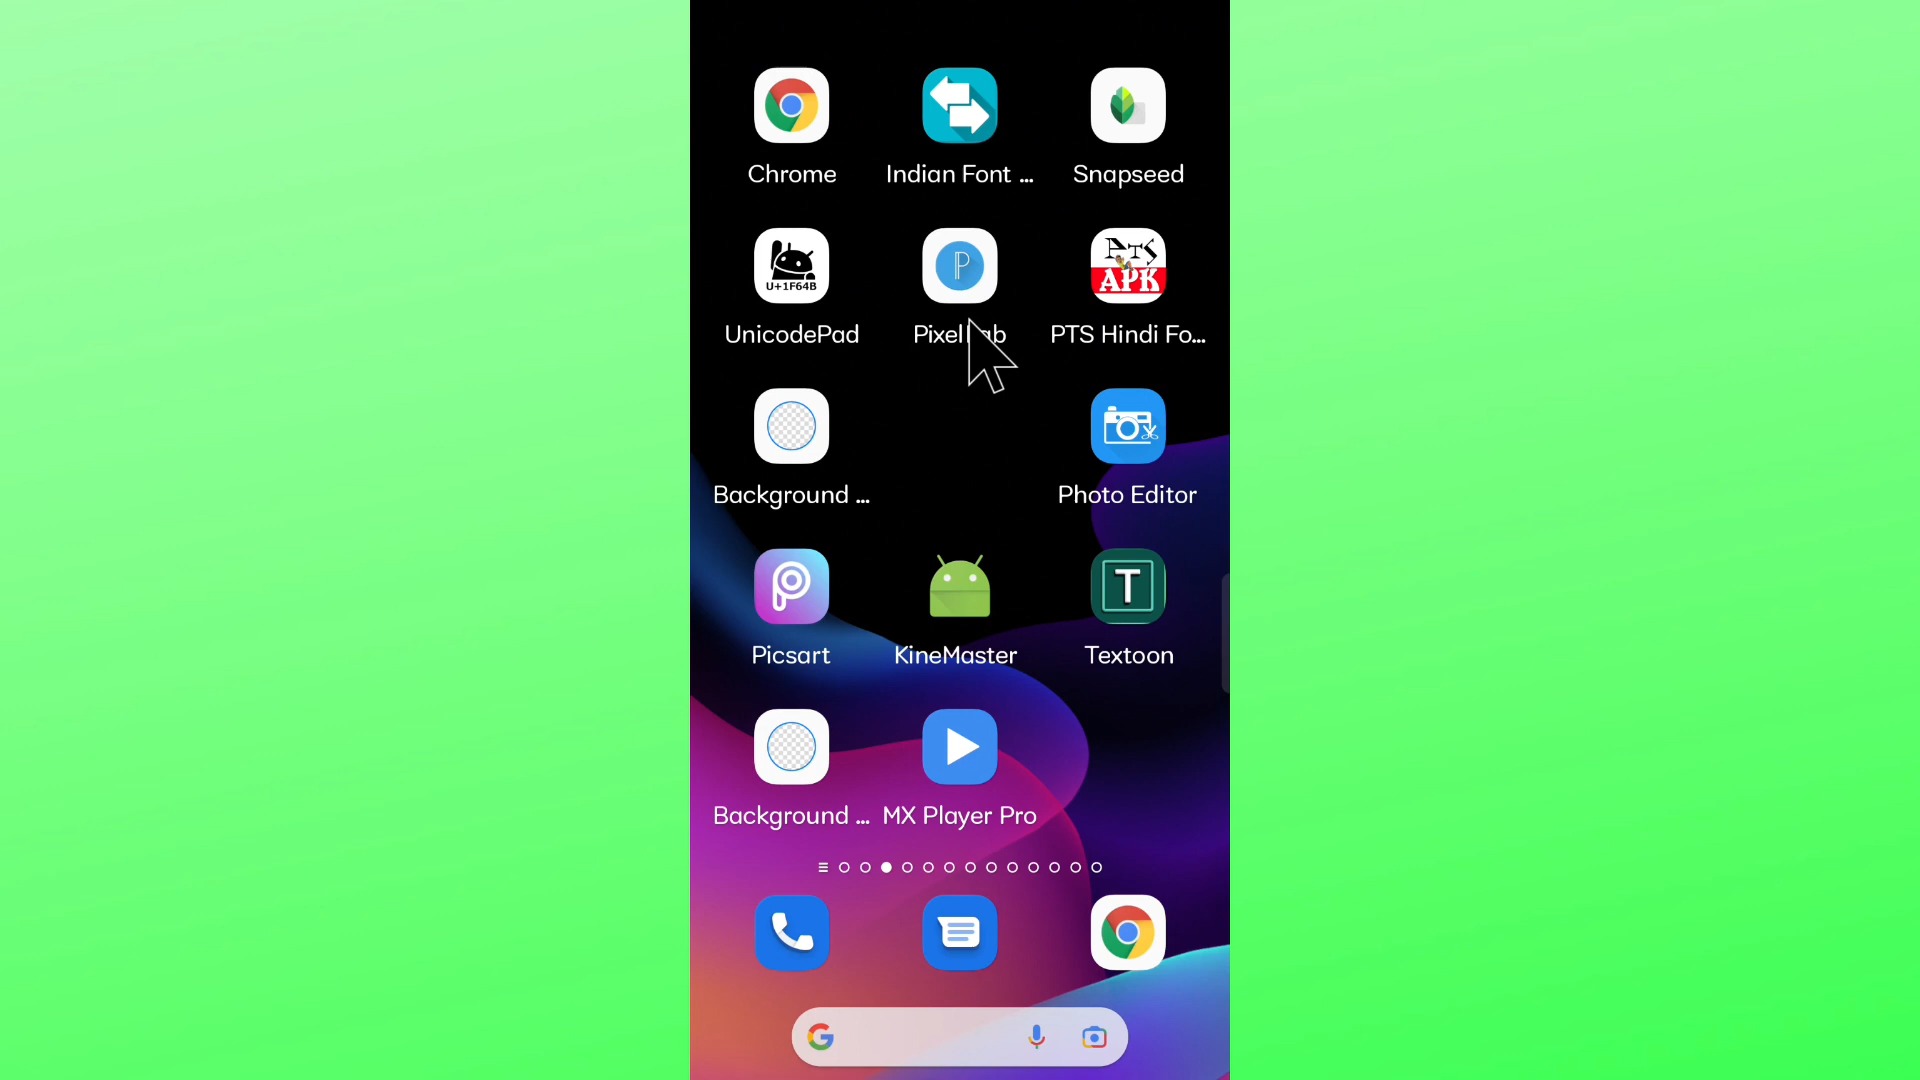 Chrome
Indian Font ...
Snapseed
U+1F64B
PTS
APK
UnicodePad
PixelLab
PTS Hindi Fo...
Background ...
Photo Editor
T
Picsart
KineMaster
Textoon
Background ...
MX Player Pro